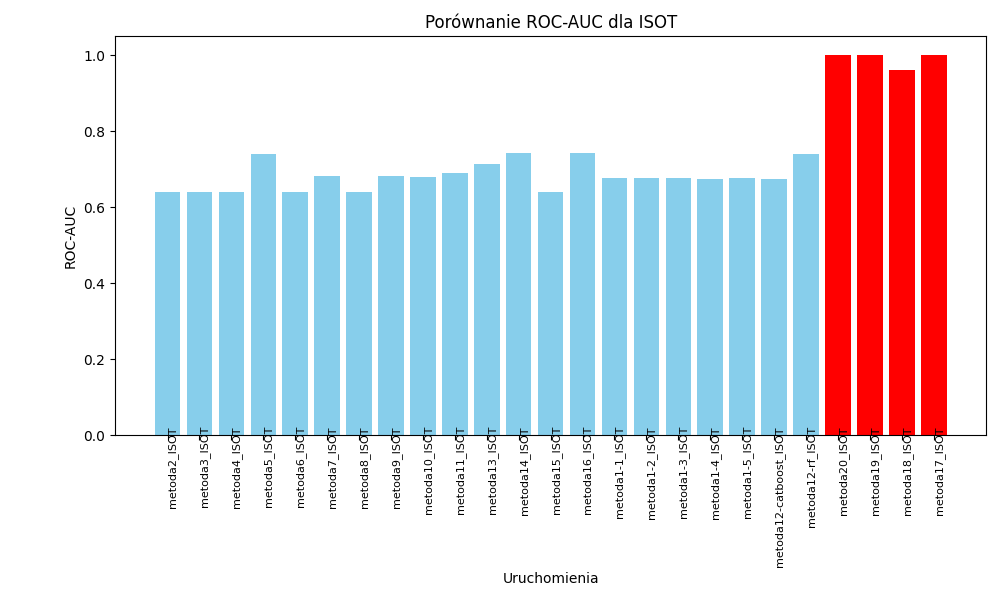 Porównanie ROC-AUC dla ISOT
ROC-AUC
1.0
0.8
0.6
0.4
0.2
0.0
metoda2_ISOT
metoda3_ISOT
metoda4_ISOT
metoda5_ISOT
metoda6_ISOT
metoda7_ISOT
metoda8_ISOT
metoda9_ISOT
metoda10_ISOT
metoda11_ISOT
metoda13_ISOT
metoda14_ISOT
metoda15_ISOT
metoda16_ISOT
metoda1-1_ISOT
metoda1-2_ISOT
metoda1-3_ISOT
metoda1-4_ISOT
metoda1-5_ISOT
metoda12-catboost_ISOT
metoda12-rf_ISOT
metoda20_ISOT
metoda19_ISOT
metoda18_ISOT
metoda17_ISOT
Uruchomienia